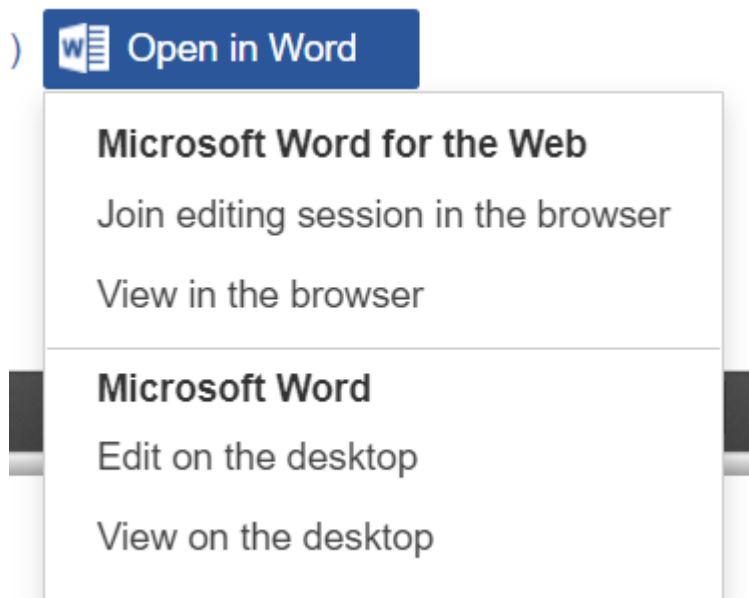 ) Open in Word
Microsoft Word for the Web
Join editing session in the browser
View in the browser
Microsoft Word
Edit on the desktop
View on the desktop